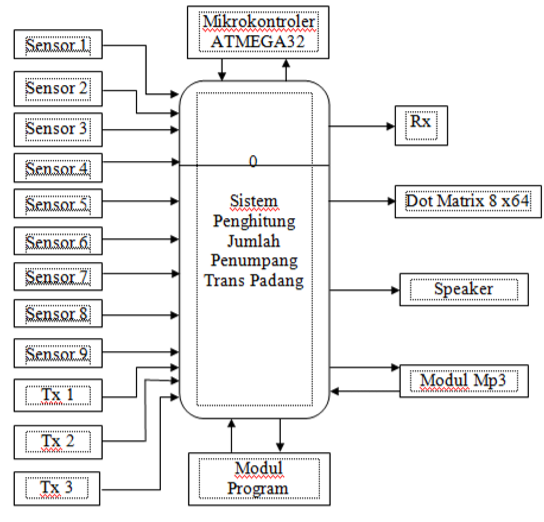 Mikrokontroler
ATMEGA32
Sensor 1
Sensor 2
Sensor 3
Sensor 4
Sensor 5
Sensor 6
Sensor 7
Sensor 8
Sensor 9
Tx 1
Tx 2
Tx 3
0
Sistem
Penghitung
Jumlah
Penumpang
Trans Padang
Rx
Dot Matrix 8 x64
Speaker
Modul Mp3
Modul
Program